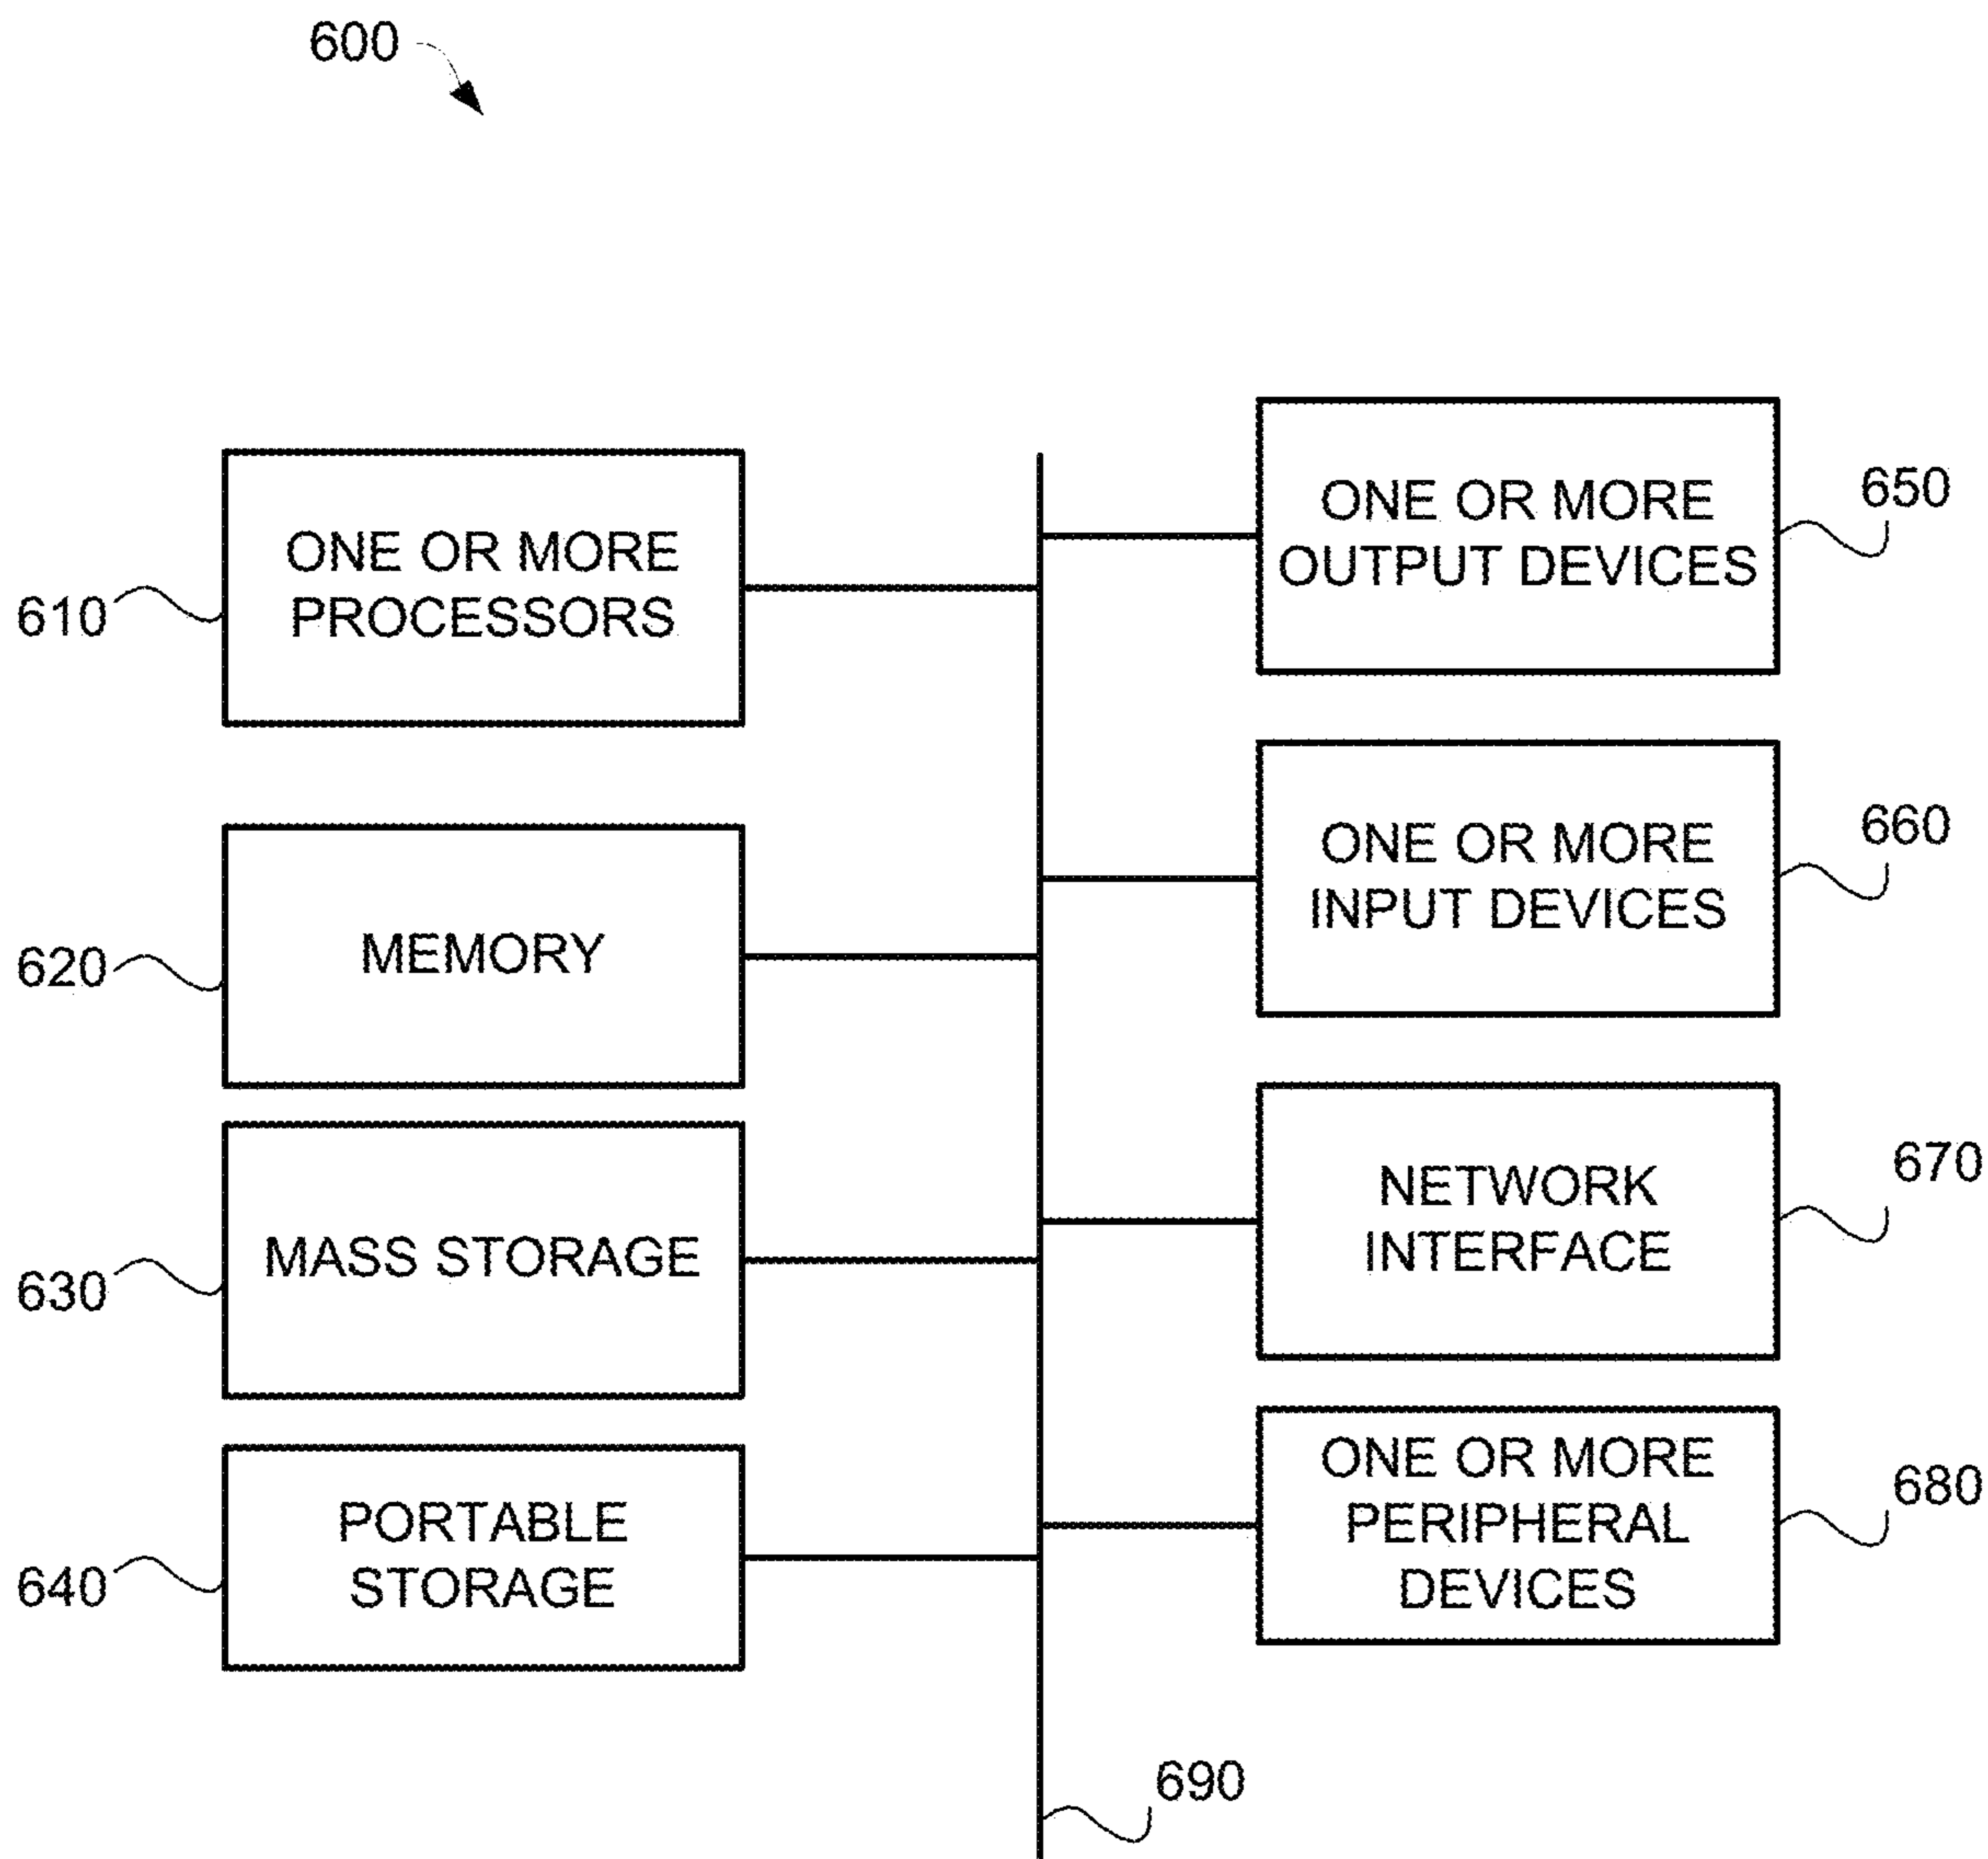 600
610
ONE OR MORE
PROCESSORS
620
MEMORY
630
MASS STORAGE
640
PORTABLE
STORAGE
ONE OR MORE
OUTPUT DEVICES
650
ONE OR MORE
INPUT DEVICES
660
NETWORK
INTERFACE
670
ONE OR MORE
PERIPHERAL
DEVICES
680
690